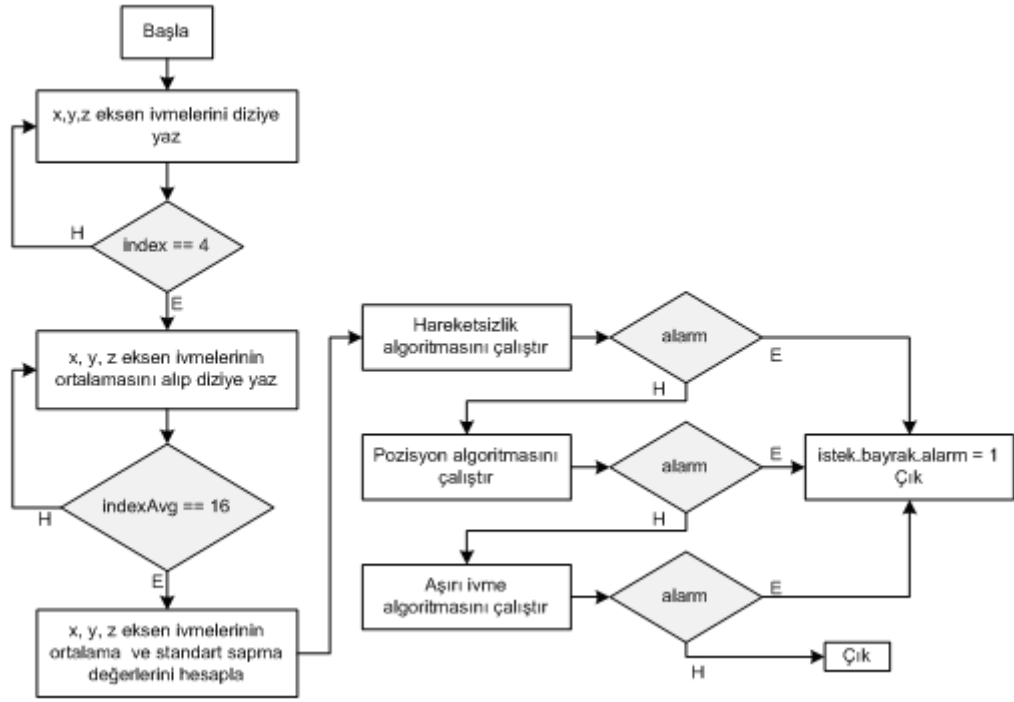 Başla
x,y,z eksen ivmelerini diziye
yaz
H
index == 4
E
x, y, z eksen ivmelerinin
ortalamasını alıp diziye yaz
indexAvg == 16
H
E
x, y, z eksen ivmelerinin
ortalama ve standart sapma
değerlerini hesapla
Hareketsizlik
algoritmasını çalıştır
alarm
E
H
Pozisyon algoritmasını
çalıştır
alarm
E
H
istek.bayrak.alarm = 1
Çık
Aşırı ivme
algoritmasını çalıştır
alarm
E
H
Çık